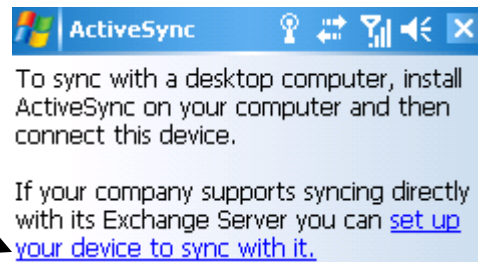 ActiveSync
To sync with a desktop computer, install
ActiveSync on your computer and then
connect this device.
If your company supports syncing directly
with its Exchange Server you can set up
your device to sync with it.